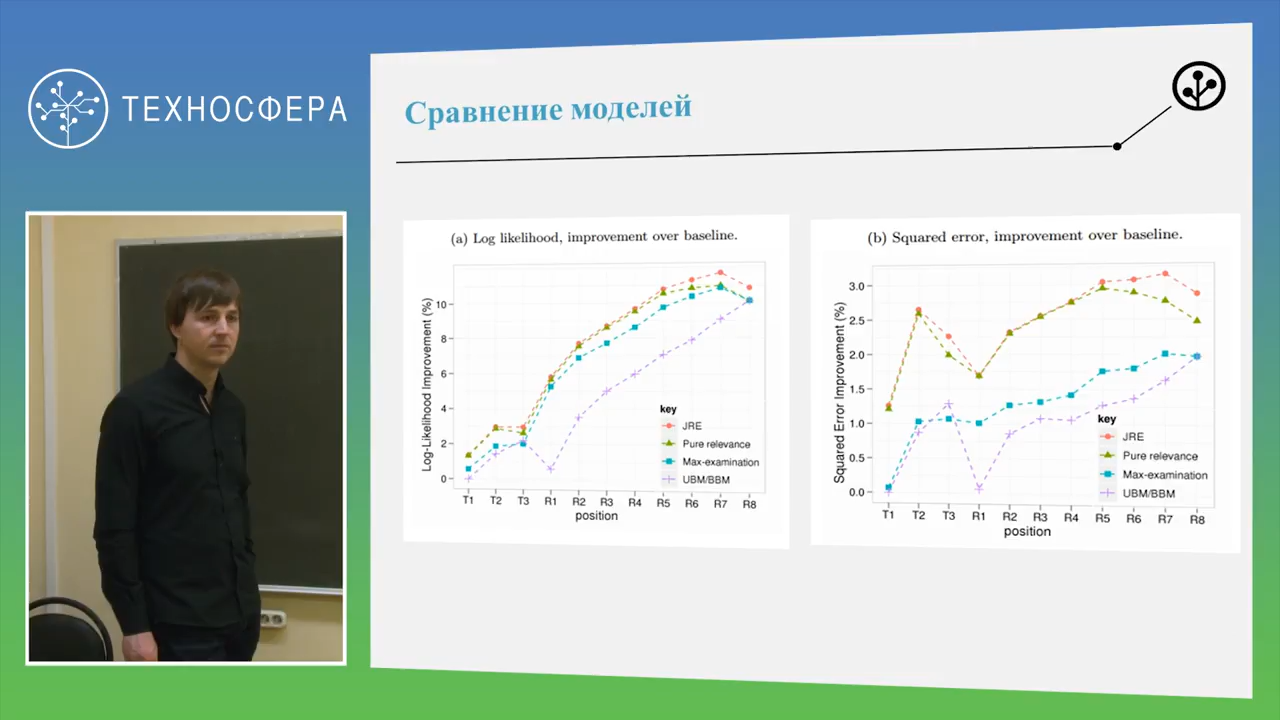 ТЕХНОСФЕРА
Сравнение моделей
(a) Log likelihood, improvement over baseline.
Log-Likelihood Improvement (%)
10
8
6
4
2
0
key
JRE
Pure relevance
Max-examination
UBM/BBM
T1 T2 T3 R1 R2 R3 R4 R5 R6 R7 R8
position
(b) Squared error, improvement over baseline.
Squared Error Improvement (%)
3.0
2.5
2.0
1.5
1.0
0.5
0.0
key
JRE
Pure relevance
Max-examination
UBM/BBM
T1 T2 T3 R1 R2 R3 R4 R5 R6 R7 R8
position